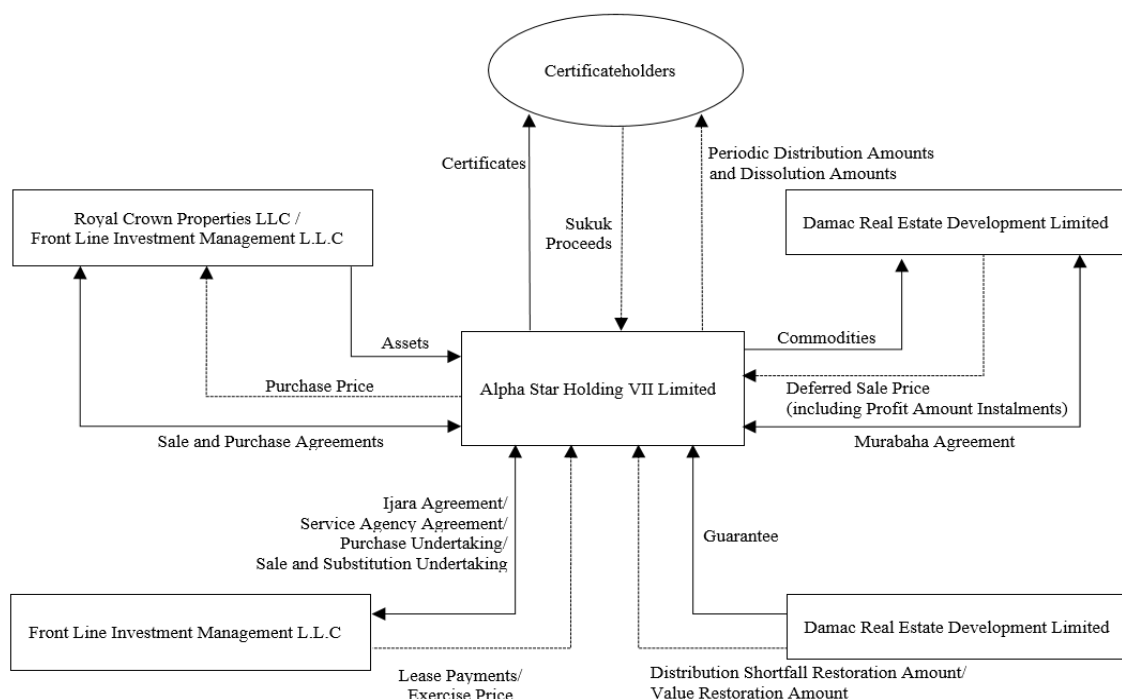 Certificateholders
Certificates
Periodic Distribution Amounts
and Dissolution Amounts
Sukuk
Proceeds
Royal Crown Properties LLC /
Front Line Investment Management L.L.C
Damac Real Estate Development Limited
Assets
Commodities
Purchase Price
Alpha Star Holding VII Limited
Deferred Sale Price
(including Profit Amount Instalments)
Sale and Purchase Agreements
Murabaha Agreement
Ijara Agreement/
Service Agency Agreement/
Purchase Undertaking/
Sale and Substitution Undertaking
Guarantee
Front Line Investment Management L.L.C
Damac Real Estate Development Limited
Lease Payments/
Exercise Price
Distribution Shortfall Restoration Amount/
Value Restoration Amount